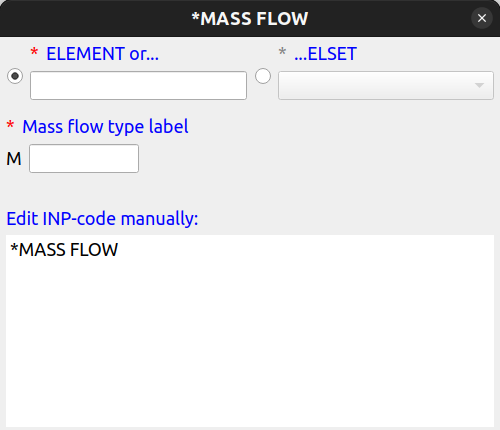 *MASS FLOW
* ELEMENT or...
* ...ELSET
* Mass flow type label
M
Edit INP-code manually:
*MASS FLOW